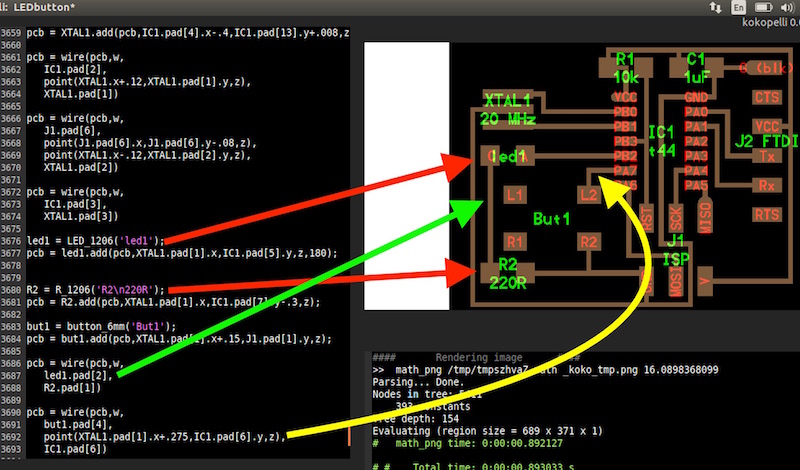 li: LEDbutton*
En
kokopelli 0.
3659 pcb = XTAL1.add(pcb,IC1.pad[4].x-.4,IC1.pad[13].y+.008,z
3660
3661 pcb = wire(pcb,w,
3662 IC1.pad[2],
3663 point(XTAL1.x+.12,XTAL1.pad[1].y,z),
3664 XTAL1.pad[1])
3665
3666 pcb = wire(pcb,w,
3667 J1.pad[6],
3668 point(J1.pad[6].x,J1.pad[6].y-.08,z),
3669 point(XTAL1.x-.12,XTAL1.pad[2].y,z),
3670 XTAL1.pad[2])
3671
3672 pcb = wire(pcb,w,
3673 IC1.pad[3],
3674 XTAL1.pad[3])
3675
3676 led1 = LED_1206('led1');
3677 pcb = led1.add(pcb,XTAL1.pad[1].x,IC1.pad[5].y,z,180);
3678
3679
3680 R2 = R_1206('R2\n220R');
3681 pcb = R2.add(pcb,XTAL1.pad[1].x,IC1.pad[7].y-.3,z);
3682
3683 but1 = button_6mm('But1');
3684 pcb = but1.add(pcb,XTAL1.pad[2].x+.15,J1.pad[1].y,z);
3685
3686 pcb = wire(pcb,w,
3687 led1.pad[2],
3688 R2.pad[1])
3689
3690 pcb = wire(pcb,w,
3691 but1.pad[4],
3692 point(XTAL1.pad[1].x+.275,IC1.pad[6].y,z),
3693 IC1.pad[6])
R1
10k
C1
1uF
(blk)
CTS
VCC
J2 FTDI
Tx
Rx
RTS
XTAL1
20 MHz
VCC
PB0
PB1
PB3
PB2
PA7
IC1
t44
GND
PA0
PA1
PA2
PA3
PA4
PA5
led1
A
L1
L2
But1
R1
R2
R2
220R
RST
SCK
MISO
J1
ISP
MOSI
V
#### Rendering image ####
>> math_png /tmp/tmpszhvaZ _koko_tmp.png 16.0898368099
Parsing... Done.
Nodes in tree:
393 constants
depth: 154
Evaluating (region size = 689 x 371 x 1)
# math_png time: 0:00:00.892127
# # Total time: 0:00:00.893033 s